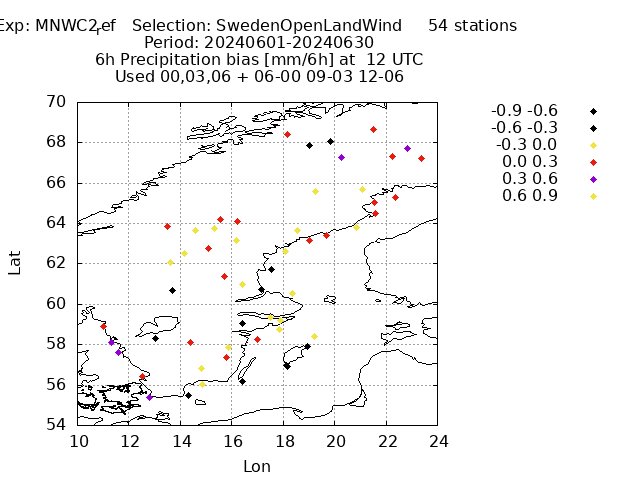 Exp: MNWC2ref Selection: SwedenOpenLandWind 54 stations
Period: 20240601-20240630
6h Precipitation bias [mm/6h] at 12 UTC
Used 00,03,06 + 06-00 09-03 12-06
70
68
66
64
62
60
58
56
54
10 12 14 16 18 20 22 24
Lat
Lon
-0.9 -0.6
-0.6 -0.3
-0.3 0.0
0.0 0.3
0.3 0.6
0.6 0.9